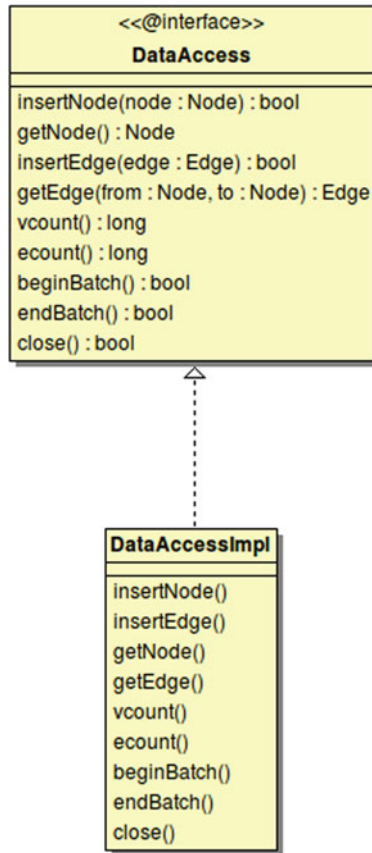 <<@interface>>
DataAccess
insertNode(node : Node) : bool
getNode() : Node
insertEdge(edge : Edge) : bool
getEdge(from : Node, to : Node) : Edge
vcount() : long
ecount() : long
beginBatch() : bool
endBatch() : bool
close() : bool
DataAccessImpl
insertNode()
insertEdge()
getNode()
getEdge()
vcount()
ecount()
beginBatch()
endBatch()
close()